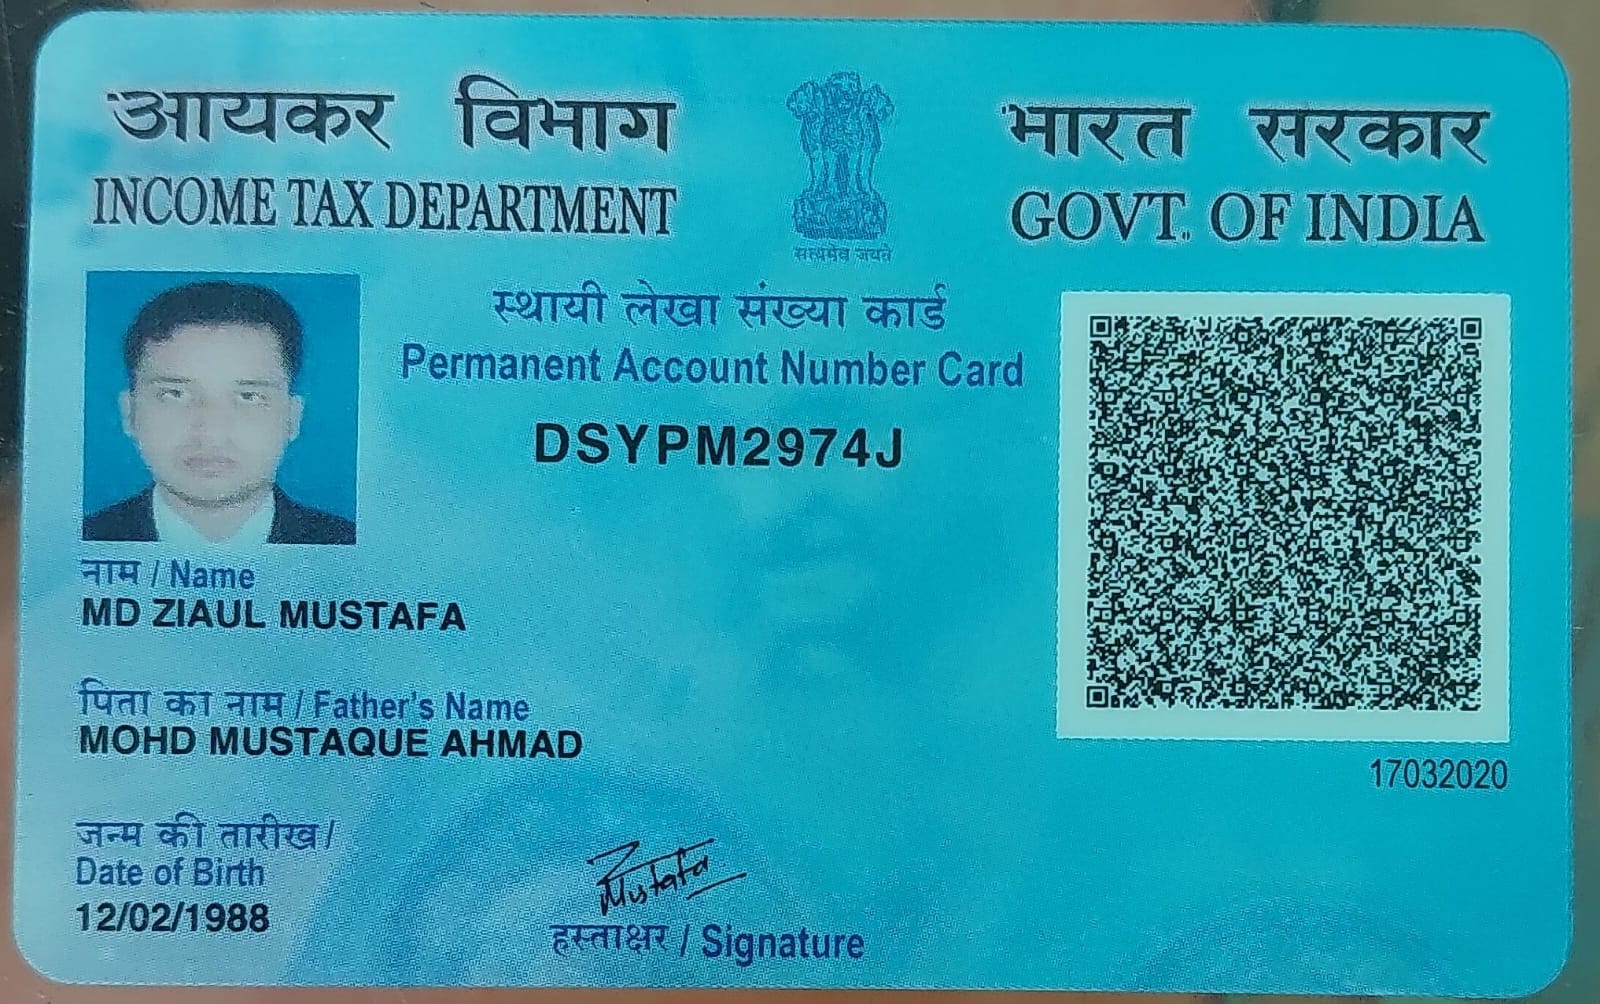 आयकर विभाग
INCOME TAX DEPARTMENT
सत्यमेव जयते
भारत सरकार
GOVT. OF INDIA
स्थायी लेखा संख्या कार्ड
Permanent Account Number Card
DSYPM2974J
नाम / Name
MD ZIAUL MUSTAFA
पिता का नाम / Father's Name
MOHD MUSTAQUE AHMAD
17032020
जन्म की तारीख/
Date of Birth
12/02/1988
Mustafa
हस्ताक्षर / Signature